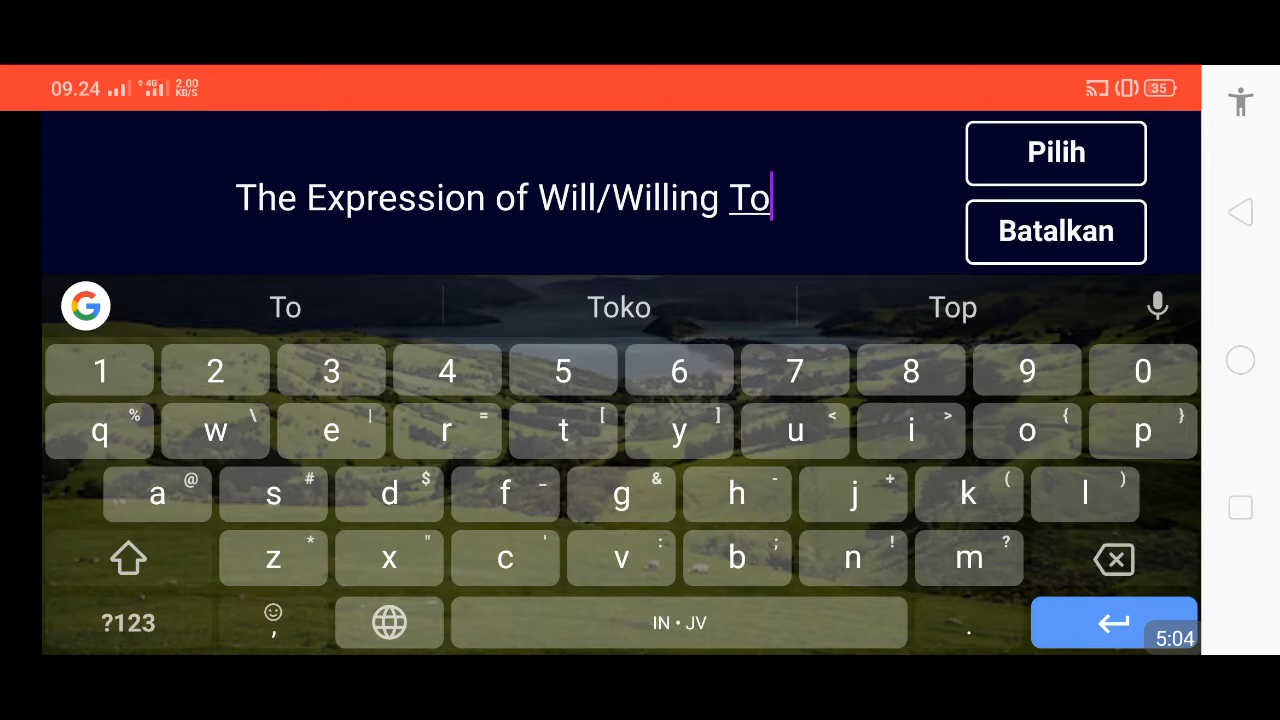 09.24 4G 2.00 KB/S 35
Pilih
The Expression of Will/Willing To
Batalkan
G To Toko Top
1 2 3 4 5 6 7 8 9 0
q % w \ e | r = t [ y ] u < i > o { p }
a @ s # d $ f _ g & h - j + k ( l )
z * x " c ' v : b ; n ! m ?
?123 , IN • JV .
5:04